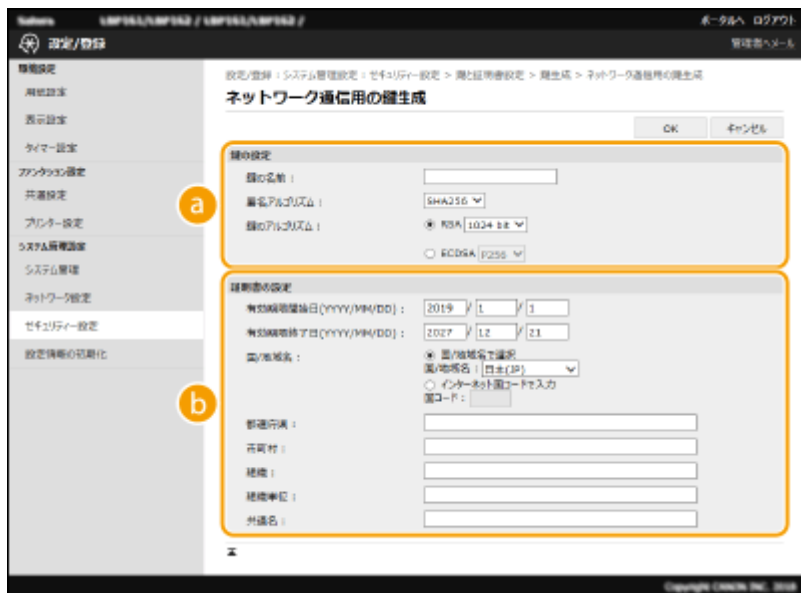 LBP161/LBP162 / LBP161/LBP162 /
ポータルへ ログアウト
設定/登録
管理者へメール
環境設定
用紙設定
表示設定
タイマー設定
ファンクション設定
共通設定
プリンター設定
システム管理設定
システム管理
ネットワーク設定
セキュリティー設定
設定情報の初期化
設定/登録 : システム管理設定 : セキュリティー設定 > 鍵と証明書設定 > 鍵生成 > ネットワーク通信用の鍵生成
ネットワーク通信用の鍵生成
OK キャンセル
a
鍵の設定
鍵の名前 :
署名アルゴリズム : SHA256
鍵のアルゴリズム : RSA 1024 bit
ECDSA P256
b
証明書の設定
有効期間開始日(YYYY/MM/DD) : 2019 / 1 / 1
有効期間終了日(YYYY/MM/DD) : 2027 / 12 / 21
国/地域名 : 国/地域名で選択
国/地域名 : 日本(JP)
インターネット国コードで入力
国コード :
都道府県 :
市町村 :
組織 :
組織単位 :
共通名 :
Copyright CANON INC. 2018